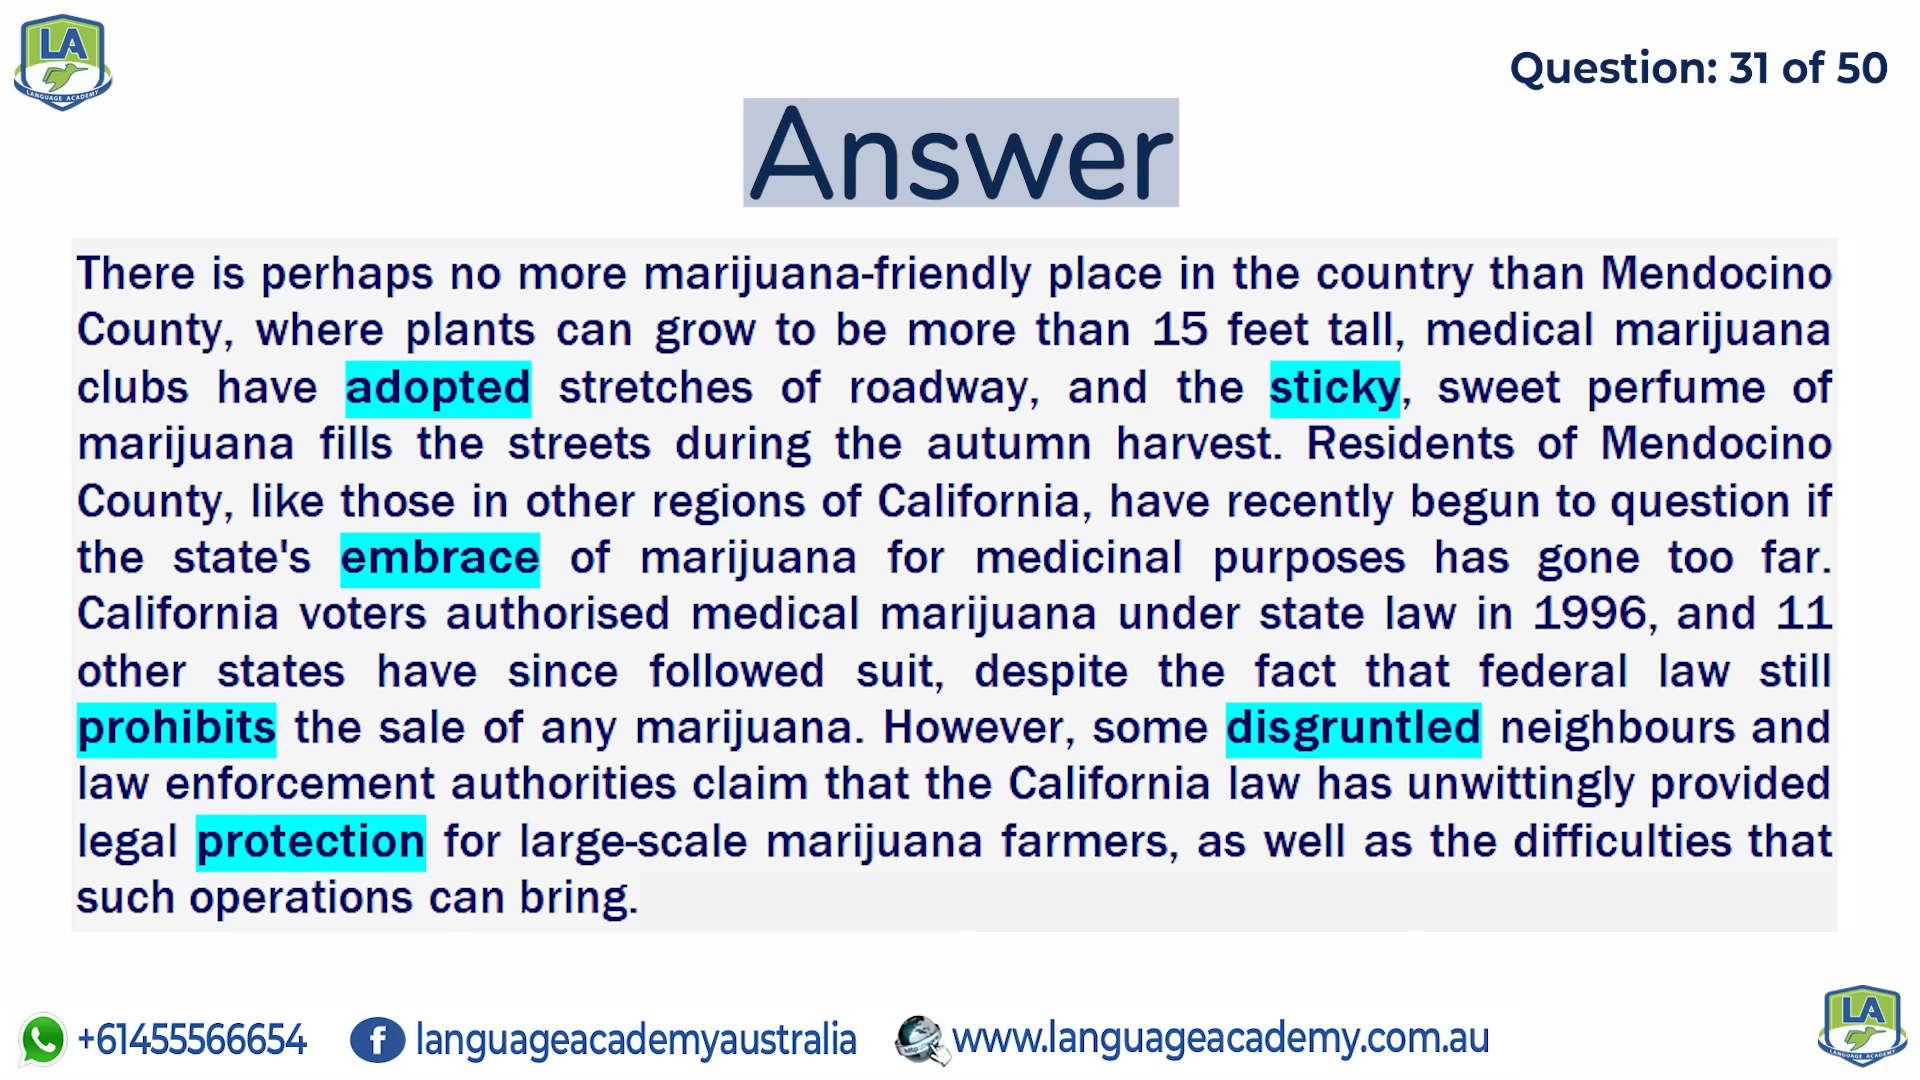 LA
LANGUAGE ACADEMY
Question: 31 of 50
Answer
There is perhaps no more marijuana-friendly place in the country than Mendocino
County, where plants can grow to be more than 15 feet tall, medical marijuana
clubs have adopted stretches of roadway, and the sticky, sweet perfume of
marijuana fills the streets during the autumn harvest. Residents of Mendocino
County, like those in other regions of California, have recently begun to question if
the state's embrace of marijuana for medicinal purposes has gone too far.
California voters authorised medical marijuana under state law in 1996, and 11
other states have since followed suit, despite the fact that federal law still
prohibits the sale of any marijuana. However, some disgruntled neighbours and
law enforcement authorities claim that the California law has unwittingly provided
legal protection for large-scale marijuana farmers, as well as the difficulties that
such operations can bring.
+61455566654
f languageacademyaustralia
http:// www.languageacademy.com.au
LA
LANGUAGE ACADEMY